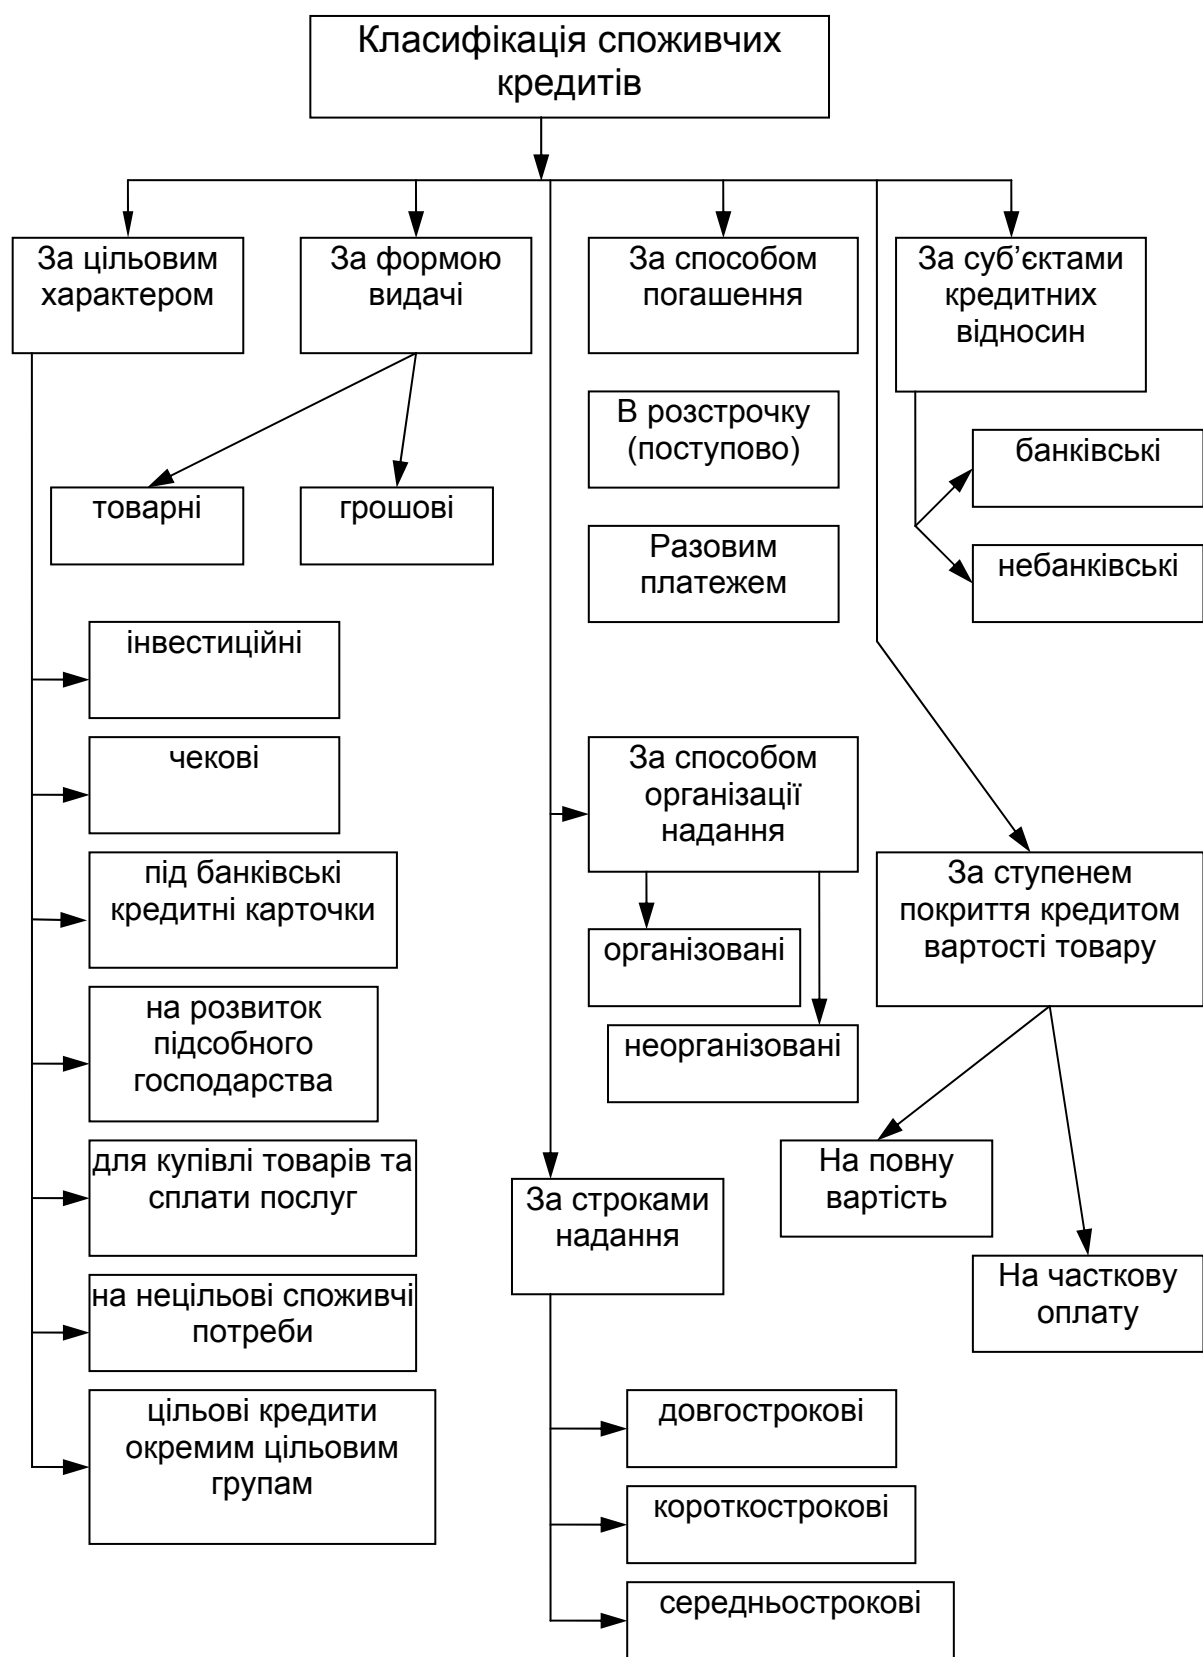 Класифікація споживчих
кредитів
За цільовим
характером
За формою
видачі
За способом
погашення
За суб’єктами
кредитних
відносин
В розстрочку
(поступово)
банківські
товарні
грошові
Разовим
платежем
небанківські
інвестиційні
чекові
За способом
організації
надання
під банківські
кредитні карточки
За ступенем
покриття кредитом
вартості товару
організовані
на розвиток
підсобного
господарства
неорганізовані
для купівлі товарів та
сплати послуг
На повну
вартість
За строками
надання
На часткову
оплату
на нецільові споживчі
потреби
цільові кредити
окремим цільовим
групам
довгострокові
короткострокові
середньострокові